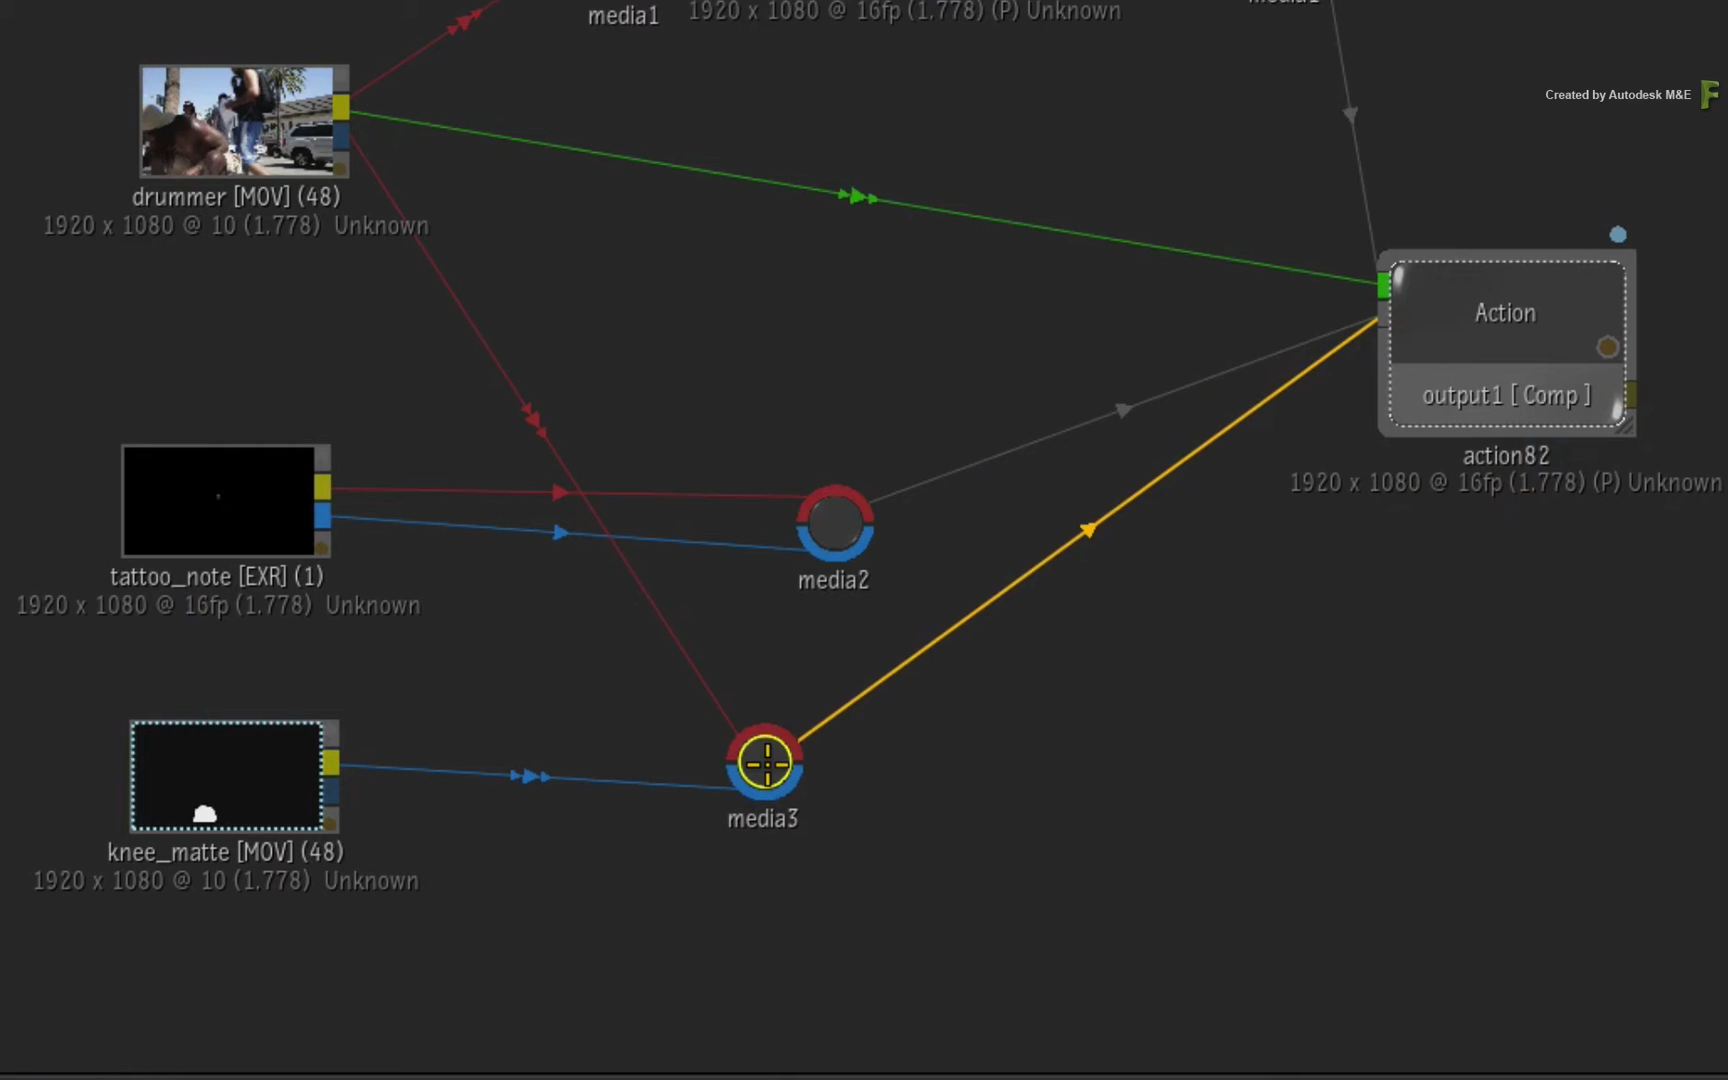 media1
1920 x 1080 @ 16fp (1.778) (P) Unknown
Created by Autodesk M&E
drummer [MOV] (48)
1920 x 1080 @ 10 (1.778) Unknown
Action
output1 [ Comp ]
action82
1920 x 1080 @ 16fp (1.778) (P) Unknown
tattoo_note [EXR] (1)
1920 x 1080 @ 16fp (1.778) Unknown
media2
media3
knee_matte [MOV] (48)
1920 x 1080 @ 10 (1.778) Unknown